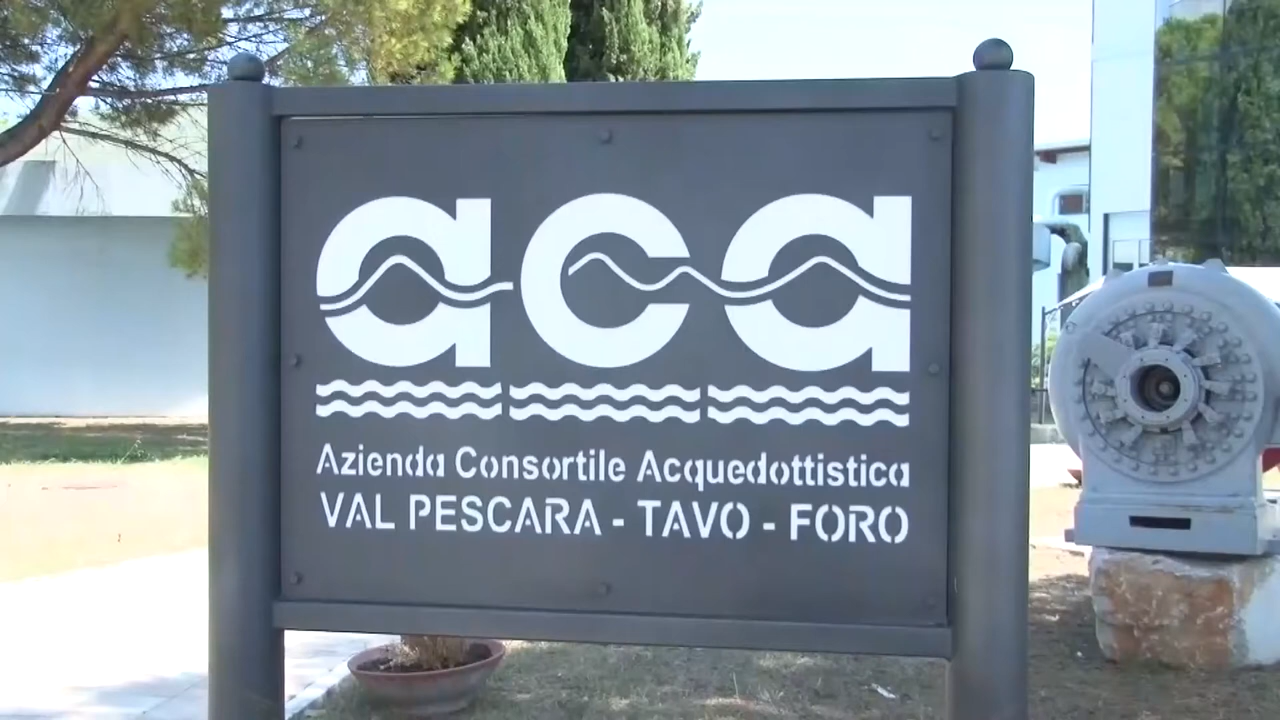 aca
Azienda Consortile Acquedottistica
VAL PESCARA - TAVO - FORO